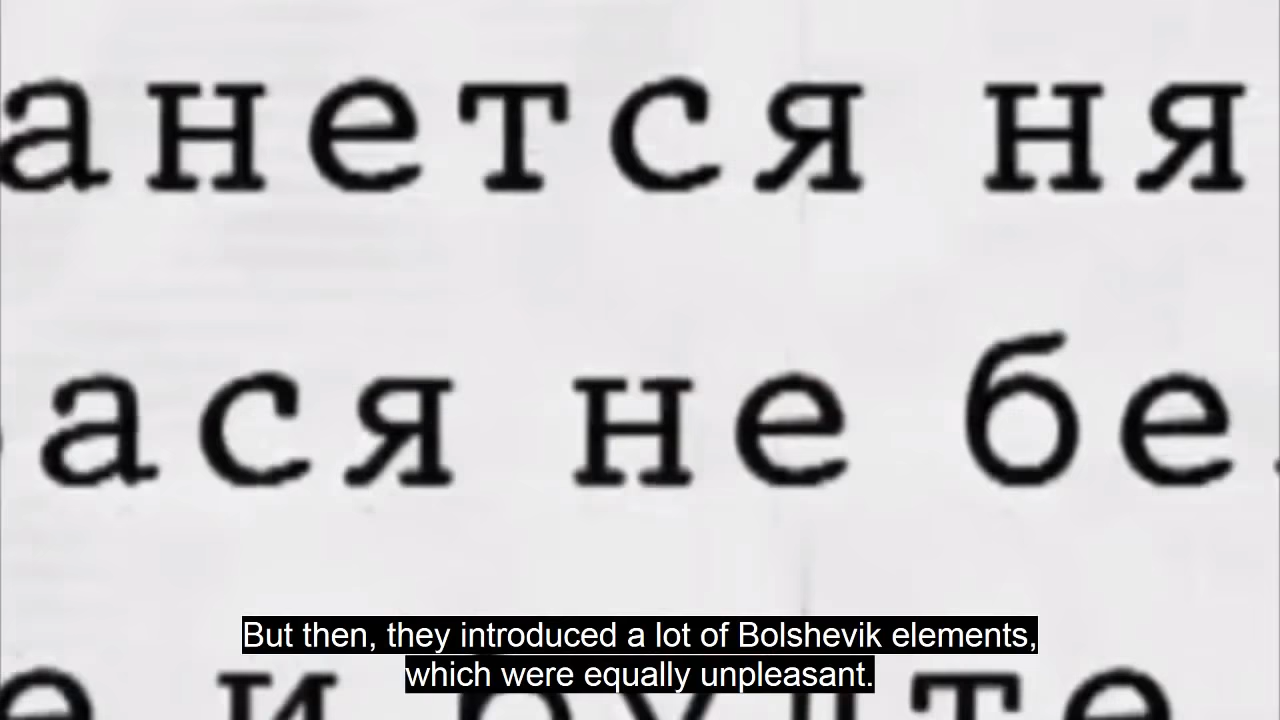 анется ня
ася не бе
But then, they introduced a lot of Bolshevik elements,
which were equally unpleasant.